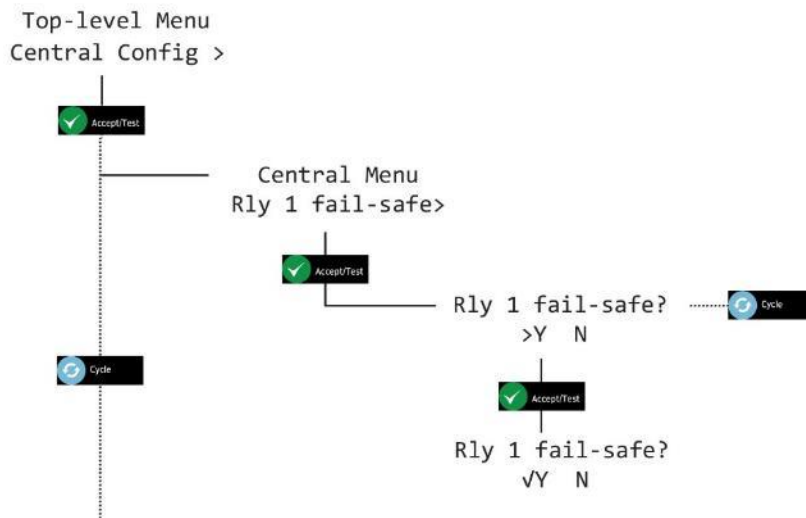 Top-level Menu
Central Config >
Accept/Test
Central Menu
Rly 1 fail-safe>
Accept/Test
Rly 1 fail-safe?
>Y N
Cycle
Cycle
Accept/Test
Rly 1 fail-safe?
√Y N